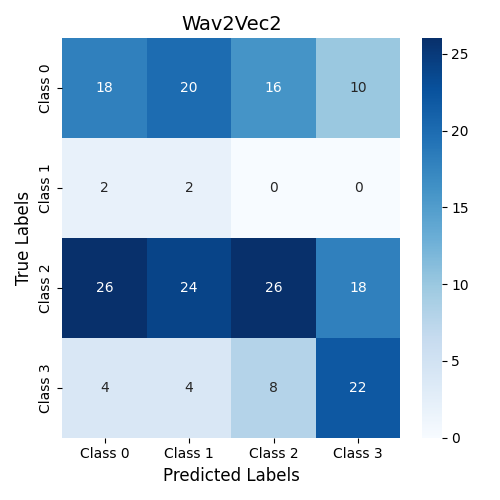 Wav2Vec2
Class 0 18 20 16 10
Class 1 2 2 0 0
Class 2 26 24 26 18
Class 3 4 4 8 22
Class 0 Class 1 Class 2 Class 3
Predicted Labels
True Labels
25
20
15
10
5
0